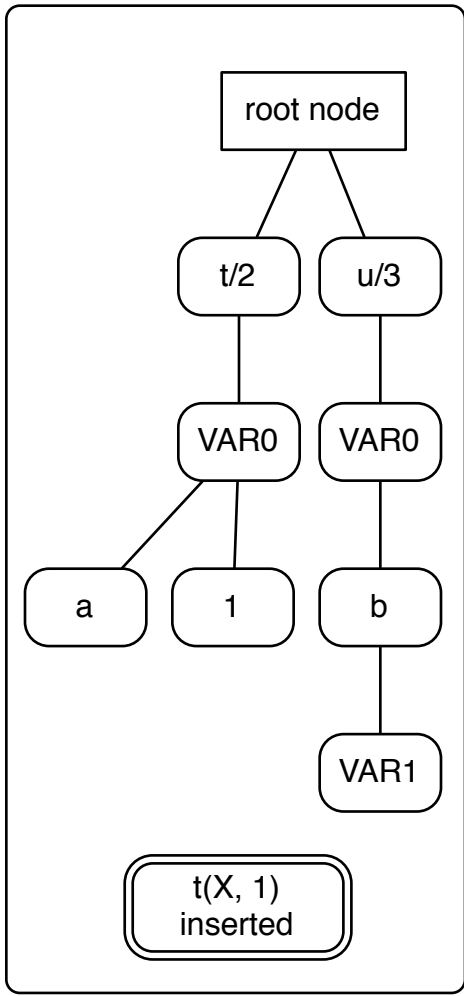 root node
t/2
u/3
VAR0
VAR0
a
1
b
VAR1
t(X, 1)
inserted